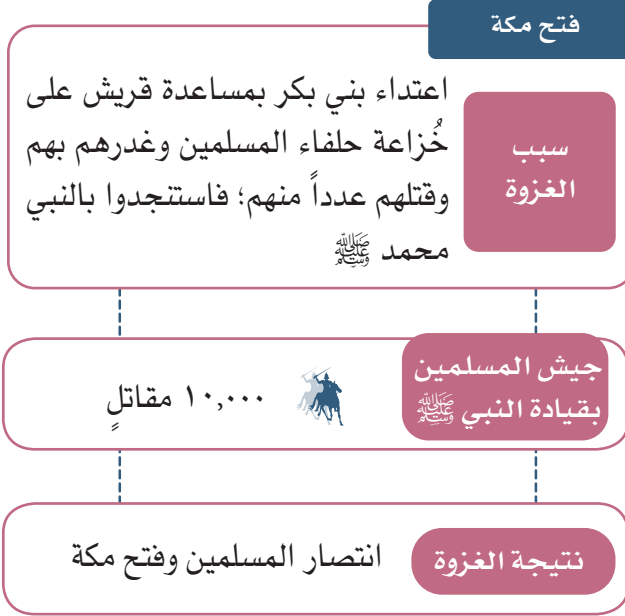 فتح مكة
سبب
الغزوة
اعتداء بني بكر بمساعدة قريش على
خُزاعة حلفاء المسلمين وغدرهم بهم
وقتلهم عدداً منهم؛ فاستنجدوا بالنبي
محمد ﷺ
جيش المسلمين
بقيادة النبي ﷺ
١٠,٠٠٠ مقاتلٍ
نتيجة الغزوة
انتصار المسلمين وفتح مكة